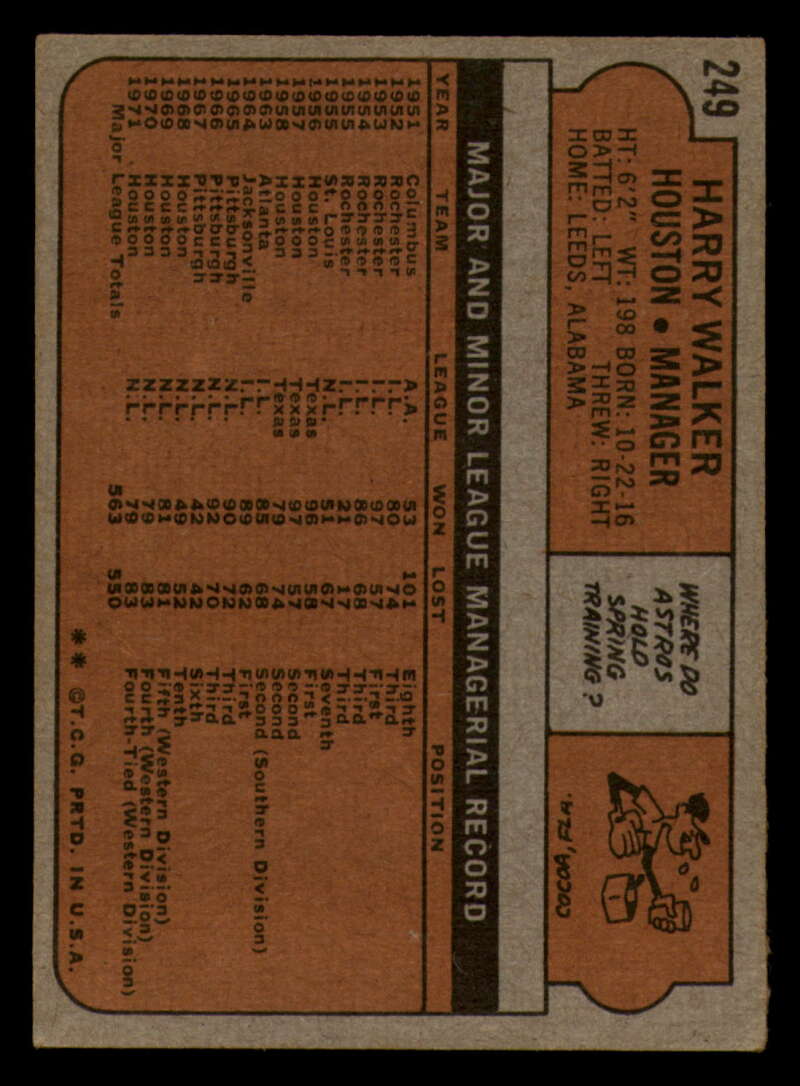 249
HARRY WALKER
HOUSTON • MANAGER
HT: 6'2" WT: 198 BORN: 10-22-16
BATTED: LEFT THREW: RIGHT
HOME: LEEDS, ALABAMA
WHERE DO
ASTROS
HOLD
SPRING
TRAINING?
COCOA, FLA.
MAJOR AND MINOR LEAGUE MANAGERIAL RECORD
YEAR TEAM LEAGUE WON LOST POSITION
1951 Columbus A.A. 53 101 Eighth
1952 Rochester I.L. 80 74 Third
1953 Rochester I.L. 97 57 First
1954 Rochester I.L. 86 68 Third
1955 Rochester I.L. 21 17 Third
1955 St. Louis N.L. 51 67 Seventh
1956 Houston Texas 96 58 First
1957 Houston Texas 97 57 Second
1958 Houston Texas 79 74 Second
1963 Atlanta I.L. 85 68 Second (Southern Division)
1964 Jacksonville I.L. 89 62 First
1965 Pittsburgh N.L. 90 72 Third
1966 Pittsburgh N.L. 92 70 Third
1967 Pittsburgh N.L. 42 42 Sixth
1968 Houston N.L. 49 52 Tenth
1969 Houston N.L. 81 81 Fifth (Western Division)
1970 Houston N.L. 79 83 Fourth (Western Division)
1971 Houston N.L. 79 83 Fourth-Tied (Western Division)
Major League Totals 563 550
** ©T.C.G. PRTD. IN U.S.A.